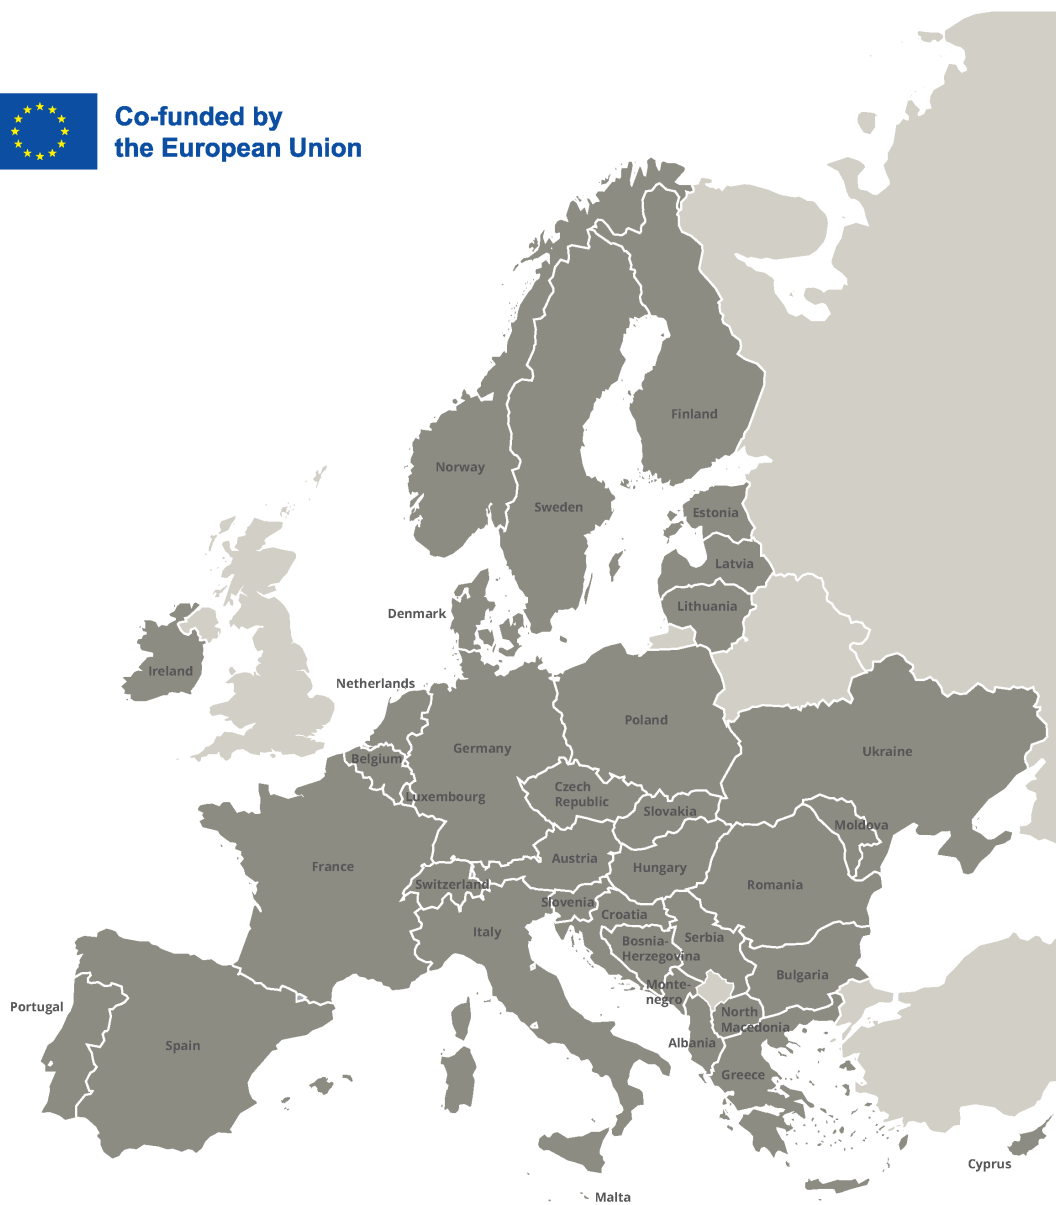 Co-funded by
the European Union
Finland
Norway
Sweden
Estonia
Latvia
Denmark
Lithuania
Ireland
Netherlands
Poland
Germany
Ukraine
Belgium
Czech
Republic
Luxembourg
Slovakia
Moldova
France
Austria
Hungary
Switzerland
Romania
Slovenia
Croatia
Italy
Serbia
Bosnia-
Herzegovina
Bulgaria
Monte-
negro
Portugal
North
Macedonia
Spain
Albania
Greece
Cyprus
Malta